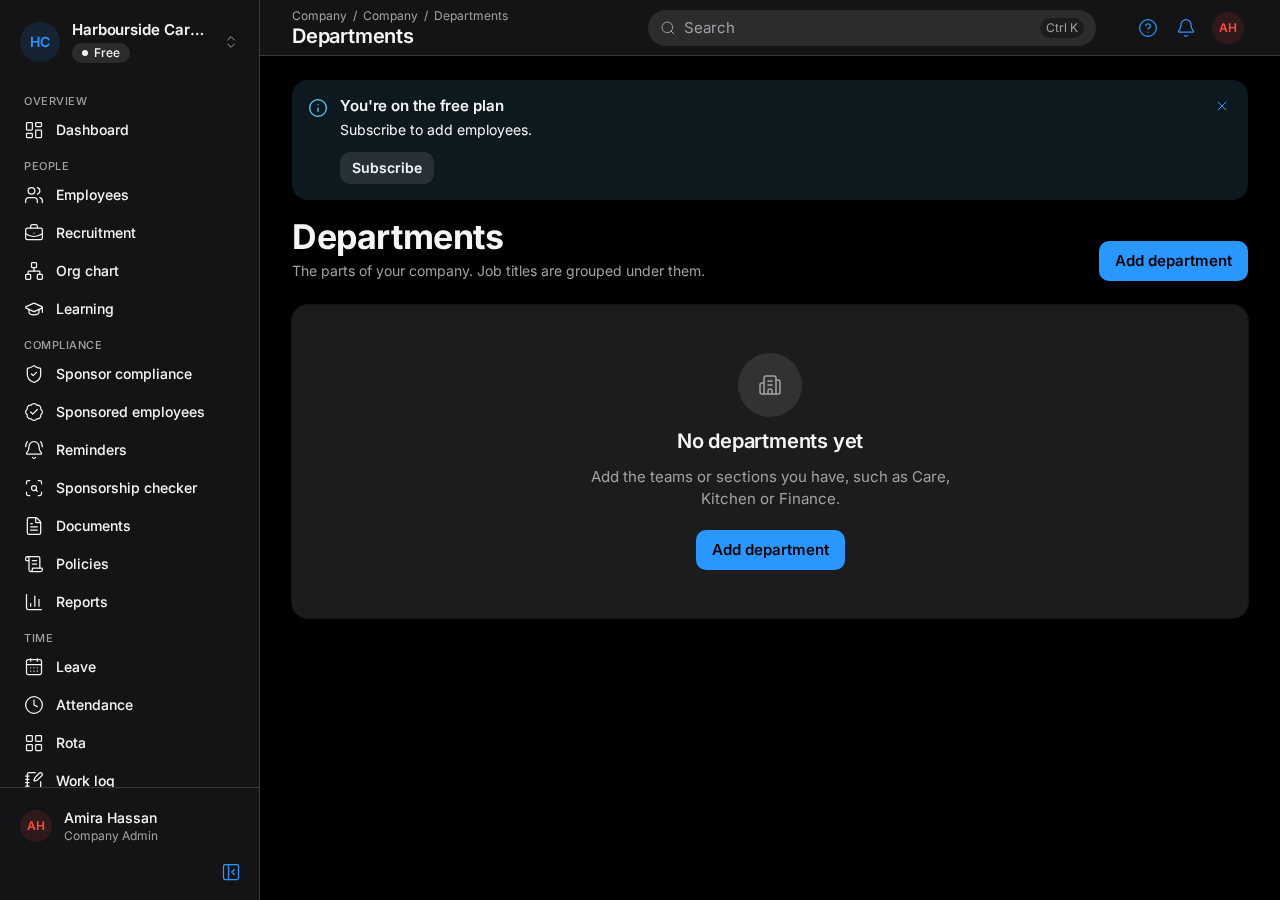 HC
Harbourside Car...
Free
OVERVIEW
Dashboard
PEOPLE
Employees
Recruitment
Org chart
Learning
COMPLIANCE
Sponsor compliance
Sponsored employees
Reminders
Sponsorship checker
Documents
Policies
Reports
TIME
Leave
Attendance
Rota
Work log
AH
Amira Hassan
Company Admin
Company / Company / Departments
Departments
Search
Ctrl K
AH
You're on the free plan
Subscribe to add employees.
Subscribe
Departments
The parts of your company. Job titles are grouped under them.
Add department
No departments yet
Add the teams or sections you have, such as Care,
Kitchen or Finance.
Add department